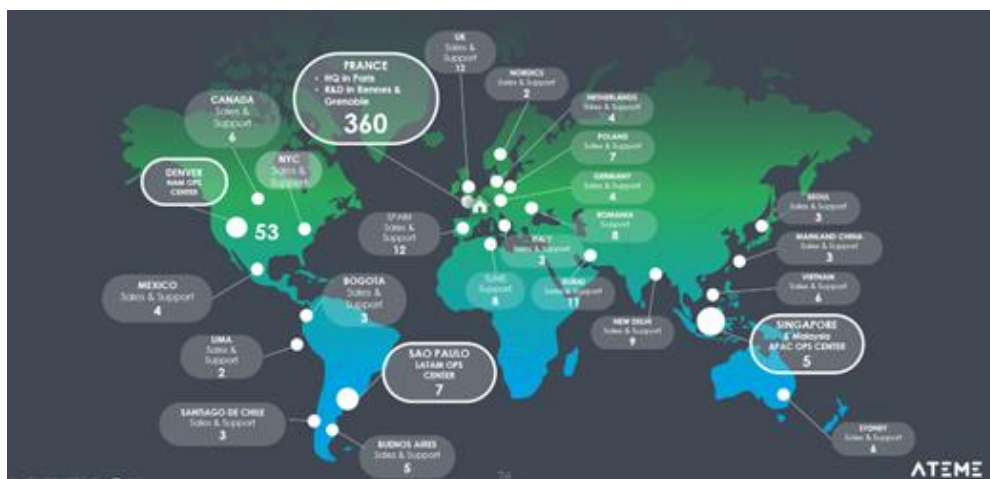 UK
Sales &
Support
12
FRANCE
• HQ in Paris
• R&D in Rennes &
Grenoble
360
NORDICS
Sales & Support
2
NETHERLANDS
Sales & Support
4
CANADA
Sales &
Support
6
POLAND
Sales & Support
7
NYC
Sales &
Support
DENVER
NAM OPS
CENTER
53
GERMANY
Sales & Support
SPAIN
Sales &
Support
12
ROMANIA
Support
8
ITALY
Sales & Support
SEOUL
Sales & Support
3
MAINLAND CHINA
Sales & Support
3
MEXICO
Sales & Support
4
BOGOTA
Sales &
Support
3
Support
8
DUBAI
Sales & Support
11
VIETNAM
Sales & Support
6
NEW DELHI
Sales & Support
9
SINGAPORE
& Malaysia
APAC OPS CENTER
5
LIMA
Sales &
Support
2
SAO PAULO
LATAM OPS
CENTER
7
SANTIAGO DE CHILE
Sales & Support
3
BUENOS AIRES
Sales & Support
5
SYDNEY
Sales & Support
6
ATEME